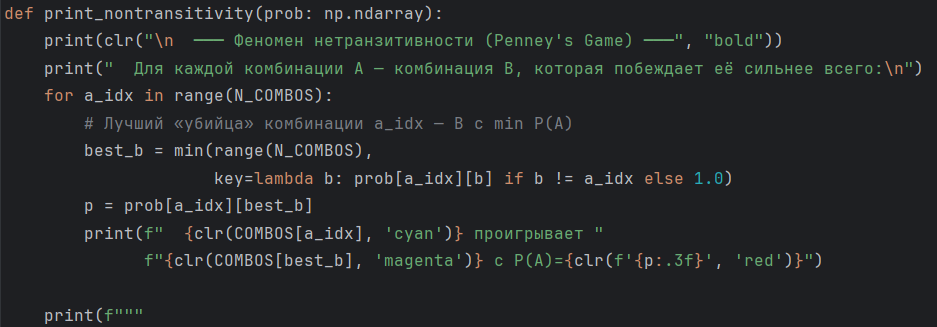 def print_nontransitivity(prob: np.ndarray):
    print(clr("\n  ─── Феномен нетранзитивности (Penney's Game) ───", "bold"))
    print("  Для каждой комбинации A — комбинация B, которая побеждает её сильнее всего:\n")
    for a_idx in range(N_COMBOS):
        # Лучший «убийца» комбинации a_idx — B с min P(A)
        best_b = min(range(N_COMBOS),
                     key=lambda b: prob[a_idx][b] if b != a_idx else 1.0)
        p = prob[a_idx][best_b]
        print(f"  {clr(COMBOS[a_idx], 'cyan')} проигрывает "
              f"{clr(COMBOS[best_b], 'magenta')} с P(A)={clr(f'{p:.3f}', 'red')}")
    print(f"""